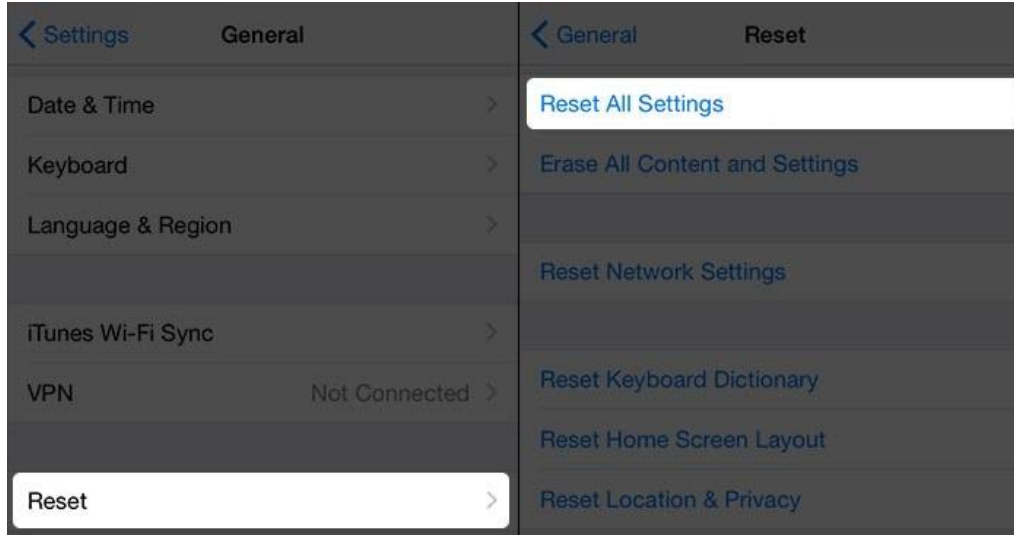 Settings General
Date & Time
Keyboard
Language & Region
iTunes Wi-Fi Sync
VPN Not Connected
Reset
General Reset
Reset All Settings
Erase All Content and Settings
Reset Network Settings
Reset Keyboard Dictionary
Reset Home Screen Layout
Reset Location & Privacy